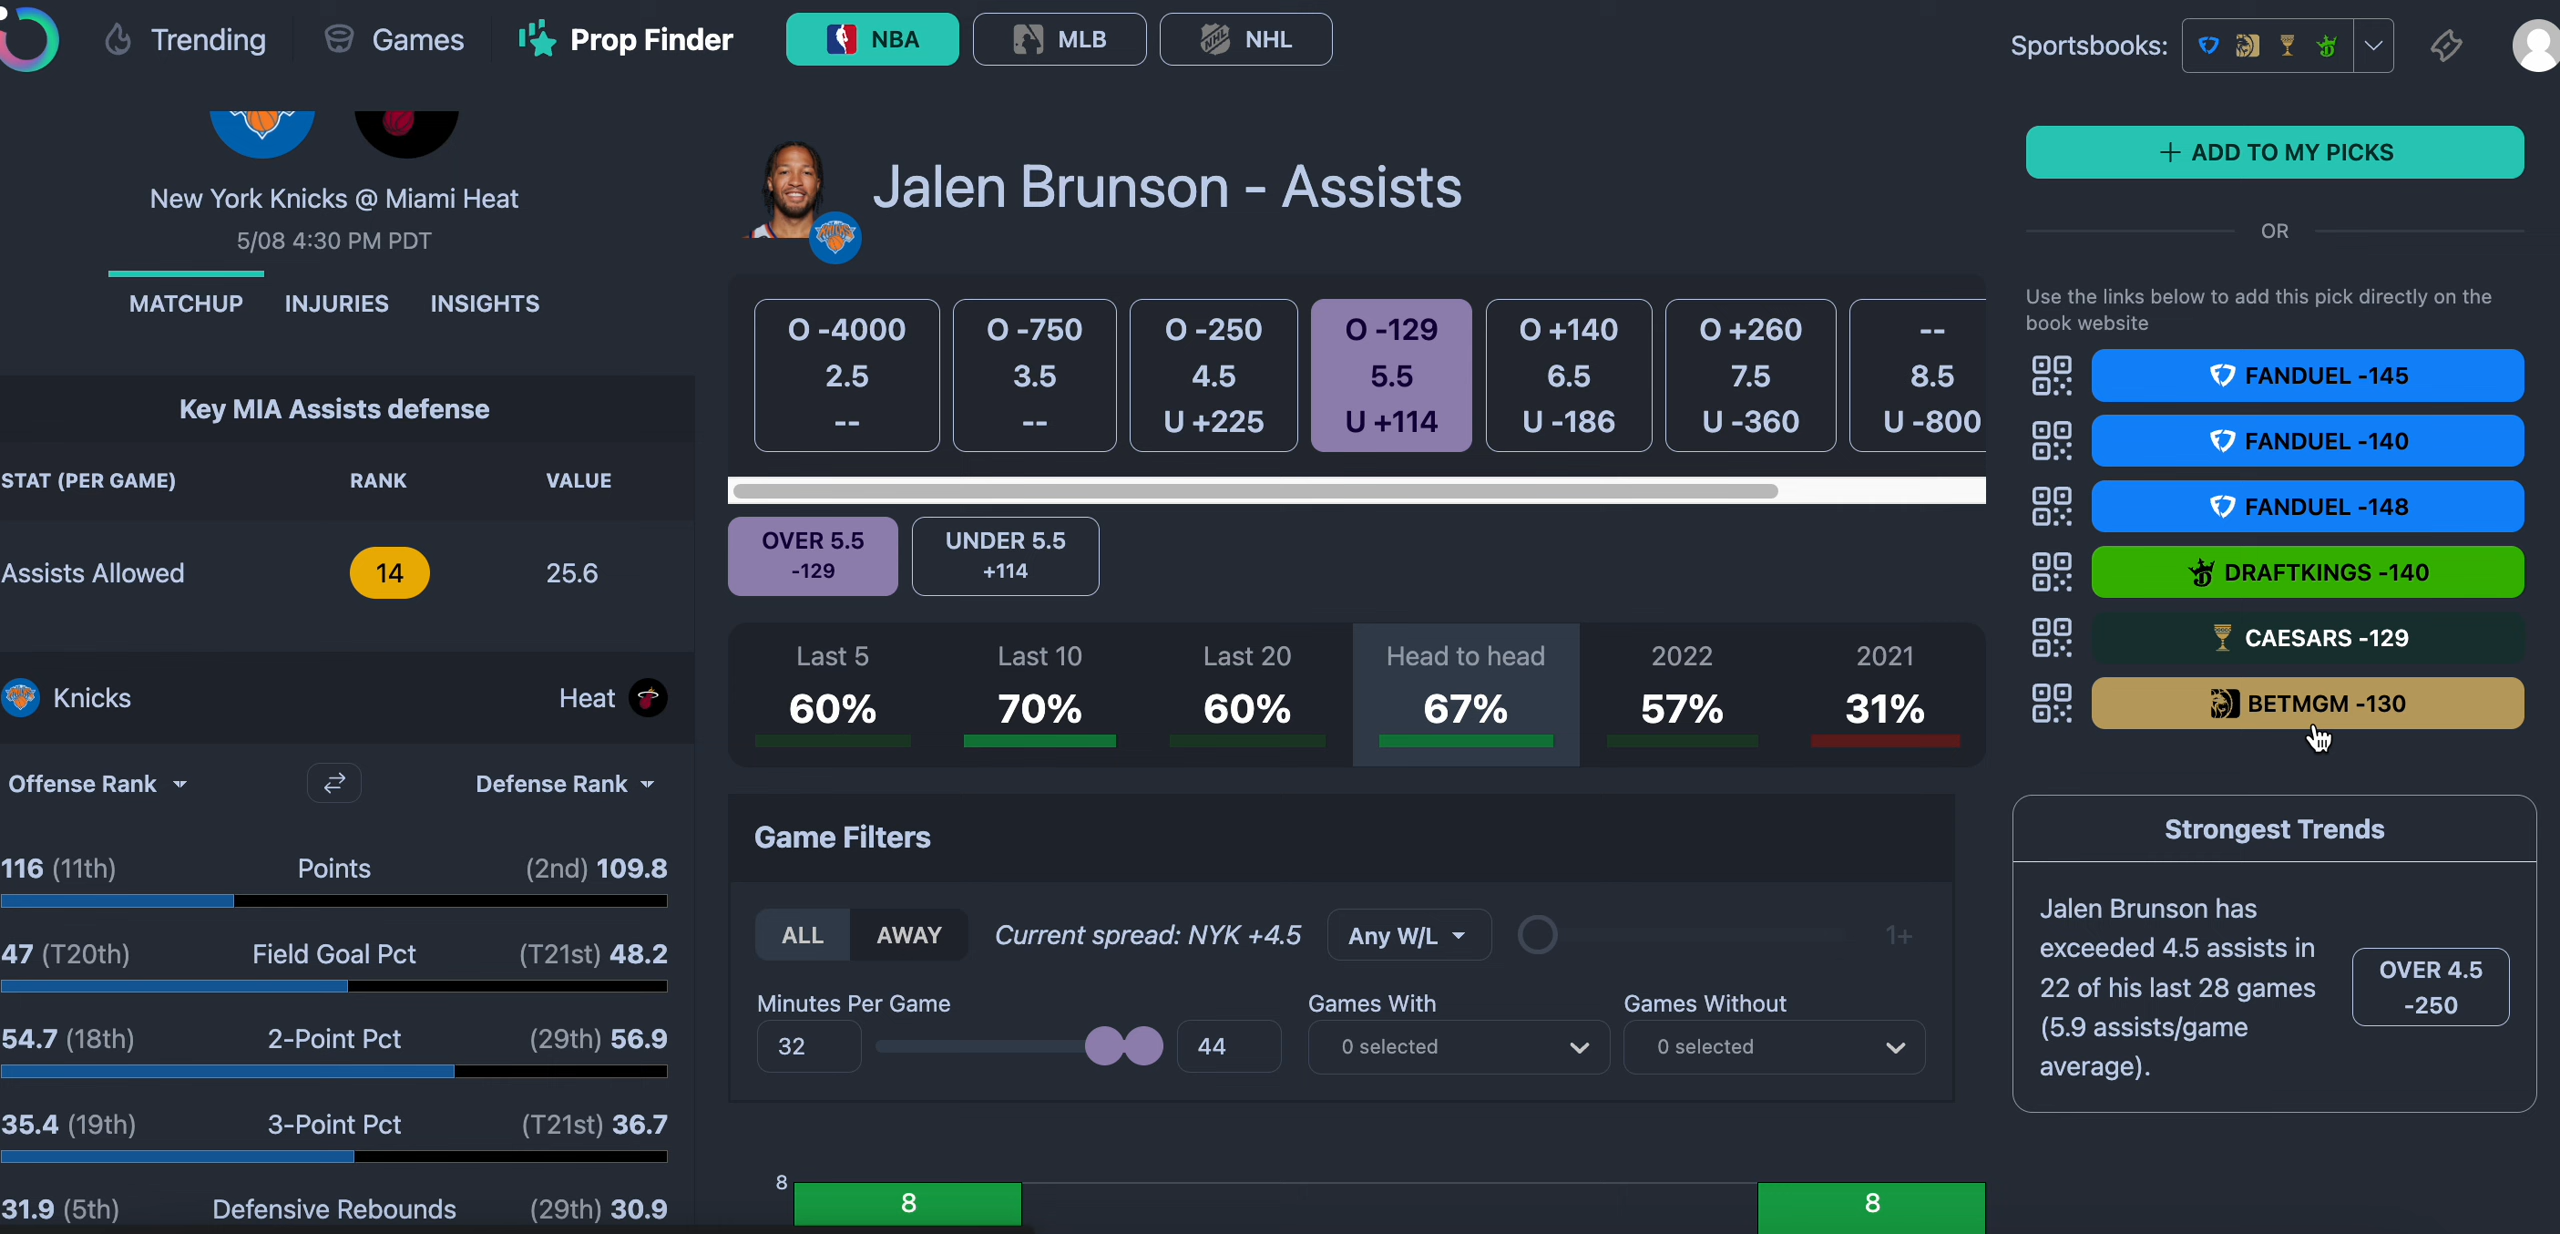 Trending
Games
Prop Finder
NBA
MLB
NHL
Sportsbooks:
New York Knicks @ Miami Heat
5/08 4:30 PM PDT
MATCHUP INJURIES INSIGHTS
Key MIA Assists defense
STAT (PER GAME) RANK VALUE
Assists Allowed 14 25.6
Knicks Heat
Offense Rank Defense Rank
116 (11th) Points (2nd) 109.8
47 (T20th) Field Goal Pct (T21st) 48.2
54.7 (18th) 2-Point Pct (29th) 56.9
35.4 (19th) 3-Point Pct (T21st) 36.7
31.9 (5th) Defensive Rebounds (29th) 30.9
Jalen Brunson - Assists
O -4000 O -750 O -250 O -129 O +140 O +260 --
2.5 3.5 4.5 5.5 6.5 7.5 8.5
-- -- U +225 U +114 U -186 U -360 U -800
OVER 5.5 UNDER 5.5
-129 +114
Last 5 Last 10 Last 20 Head to head 2022 2021
60% 70% 60% 67% 57% 31%
Game Filters
ALL AWAY Current spread: NYK +4.5 Any W/L 1+
Minutes Per Game Games With Games Without
32 44 0 selected 0 selected
8
8 8
+ ADD TO MY PICKS
OR
Use the links below to add this pick directly on the
book website
FANDUEL -145
FANDUEL -140
FANDUEL -148
DRAFTKINGS -140
CAESARS -129
BETMGM -130
Strongest Trends
Jalen Brunson has
exceeded 4.5 assists in
22 of his last 28 games
(5.9 assists/game
average).
OVER 4.5
-250